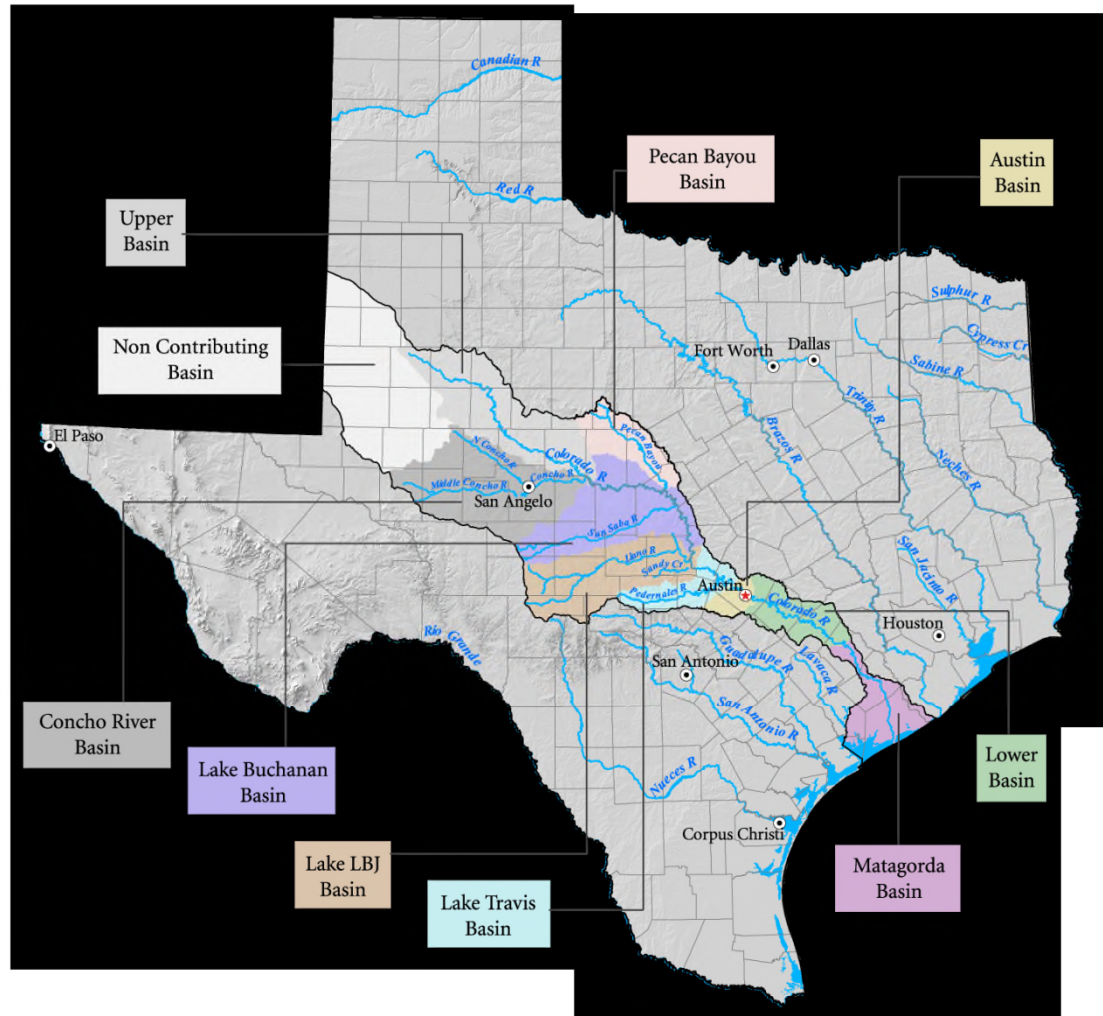 Canadian R
Red R
Pecan Bayou
Basin
Austin
Basin
Upper
Basin
Non Contributing
Basin
Sulphur R
Cypress Cr
Sabine R
Fort Worth
Dallas
Trinity R
Brazos R
Neches R
El Paso
Pecan Bayou
N Concho R
Colorado R
Middle Concho R
Concho R
San Angelo
San Saba R
Llano R
Sandy Cr
Pedernales R
Austin
Colorado R
San Jacinto R
Houston
Rio Grande
San Antonio
Guadalupe R
Lavaca R
San Antonio R
Nueces R
Corpus Christi
Concho River
Basin
Lake Buchanan
Basin
Lower
Basin
Lake LBJ
Basin
Matagorda
Basin
Lake Travis
Basin